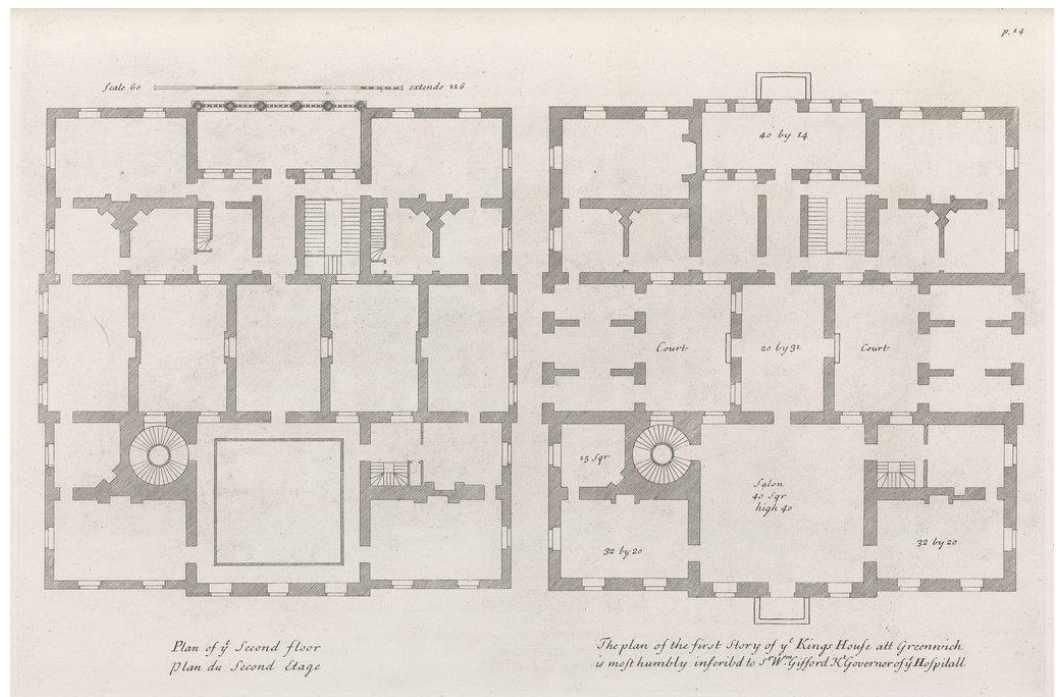 p. 14
Scale 60 extends 116
40 by 14
Court
20 by 31
Court
15 Sqr
Salon
40 Sqr
high 40
32 by 20
32 by 20
Plan of yᵉ Second floor
Plan du Second Etage
The plan of the first Story of yᵉ Kings House att Greenwich
is most humbly inscribd to Sʳ Wᵐ Gifford Kᵗ Governor of yᵉ Hospitall